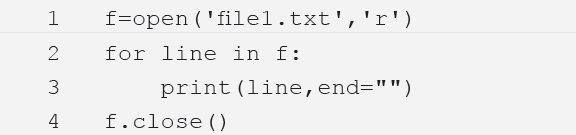 1 f=open('file1.txt','r')
2 for line in f:
3     print(line,end="")
4 f.close()